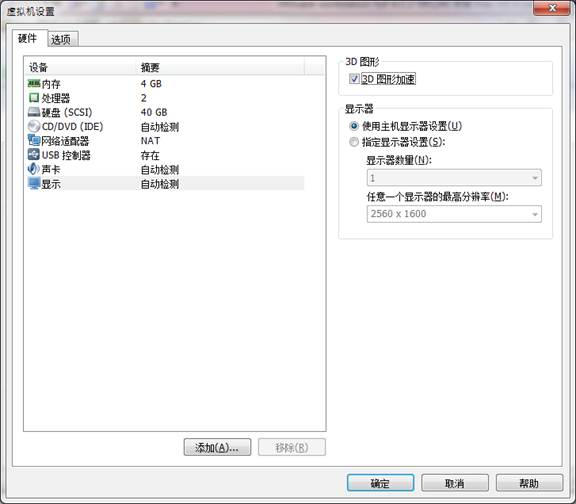 虚拟机设置
硬件 选项
设备 摘要
内存 4 GB
处理器 2
硬盘 (SCSI) 40 GB
CD/DVD (IDE) 自动检测
网络适配器 NAT
USB 控制器 存在
声卡 自动检测
显示 自动检测
添加(A)... 移除(R)
3D 图形
3D 图形加速
显示器
使用主机显示器设置(U)
指定显示器设置(S):
显示器数量(N):
1
任意一个显示器的最高分辨率(M):
2560 x 1600
确定 取消 帮助